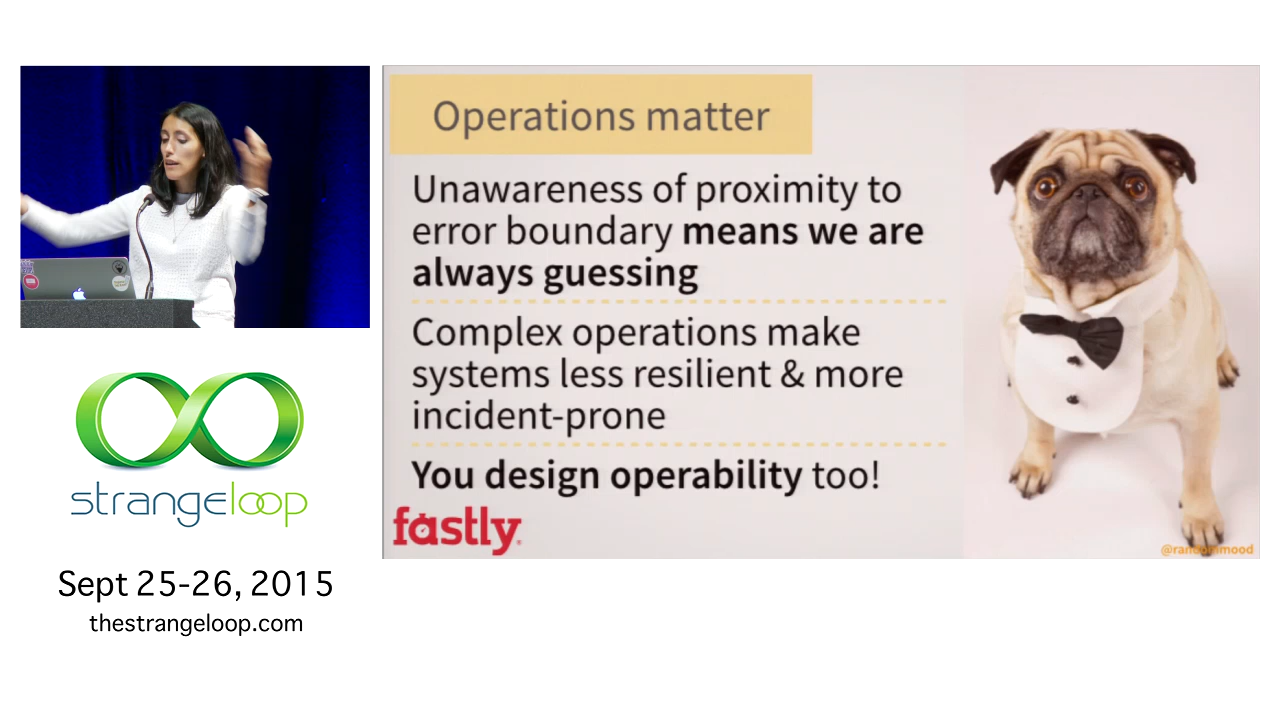 Operations matter
Unawareness of proximity to
error boundary means we are
always guessing
Complex operations make
systems less resilient & more
incident-prone
You design operability too!
fastly
@randommood
strangeloop
Sept 25-26, 2015
thestrangeloop.com